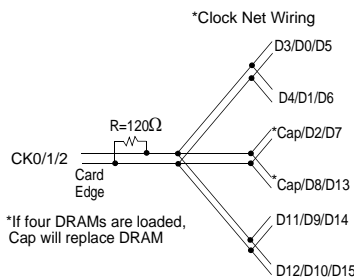 *Clock Net Wiring
D3/D0/D5
D4/D1/D6
R=120Ω
*Cap/D2/D7
CK0/1/2
Card
Edge
*Cap/D8/D13
*If four DRAMs are loaded,
Cap will replace DRAM
D11/D9/D14
D12/D10/D15